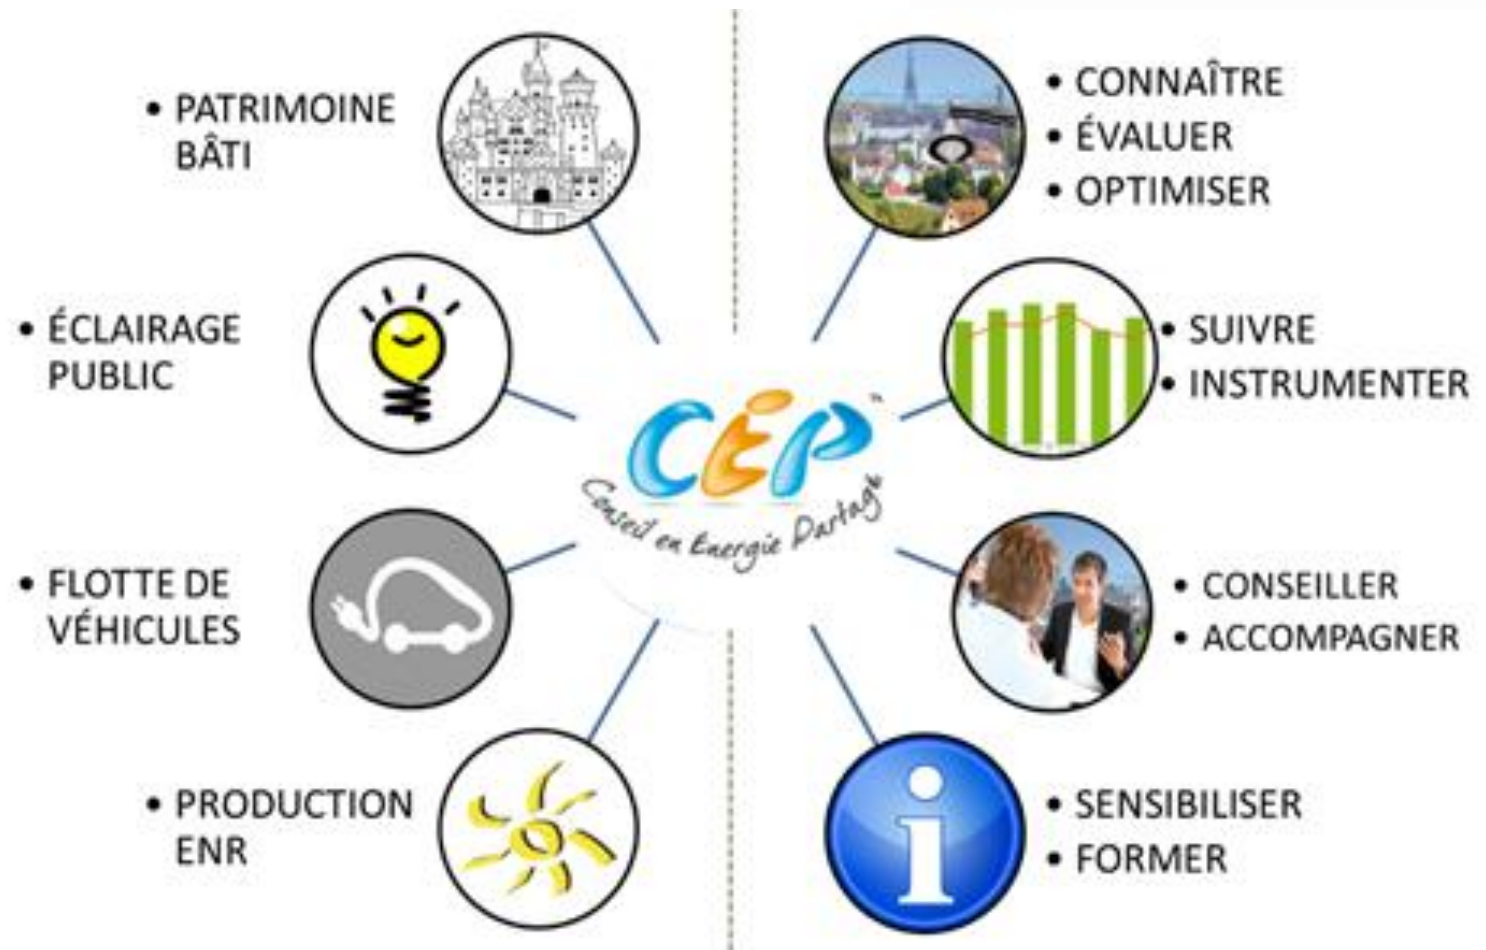 • PATRIMOINE
BÂTI
• ÉCLAIRAGE
PUBLIC
• FLOTTE DE
VÉHICULES
• PRODUCTION
ENR
CÉP
Conseil en Energie Partagé
• CONNAÎTRE
• ÉVALUER
• OPTIMISER
• SUIVRE
• INSTRUMENTER
• CONSEILLER
• ACCOMPAGNER
• SENSIBILISER
• FORMER